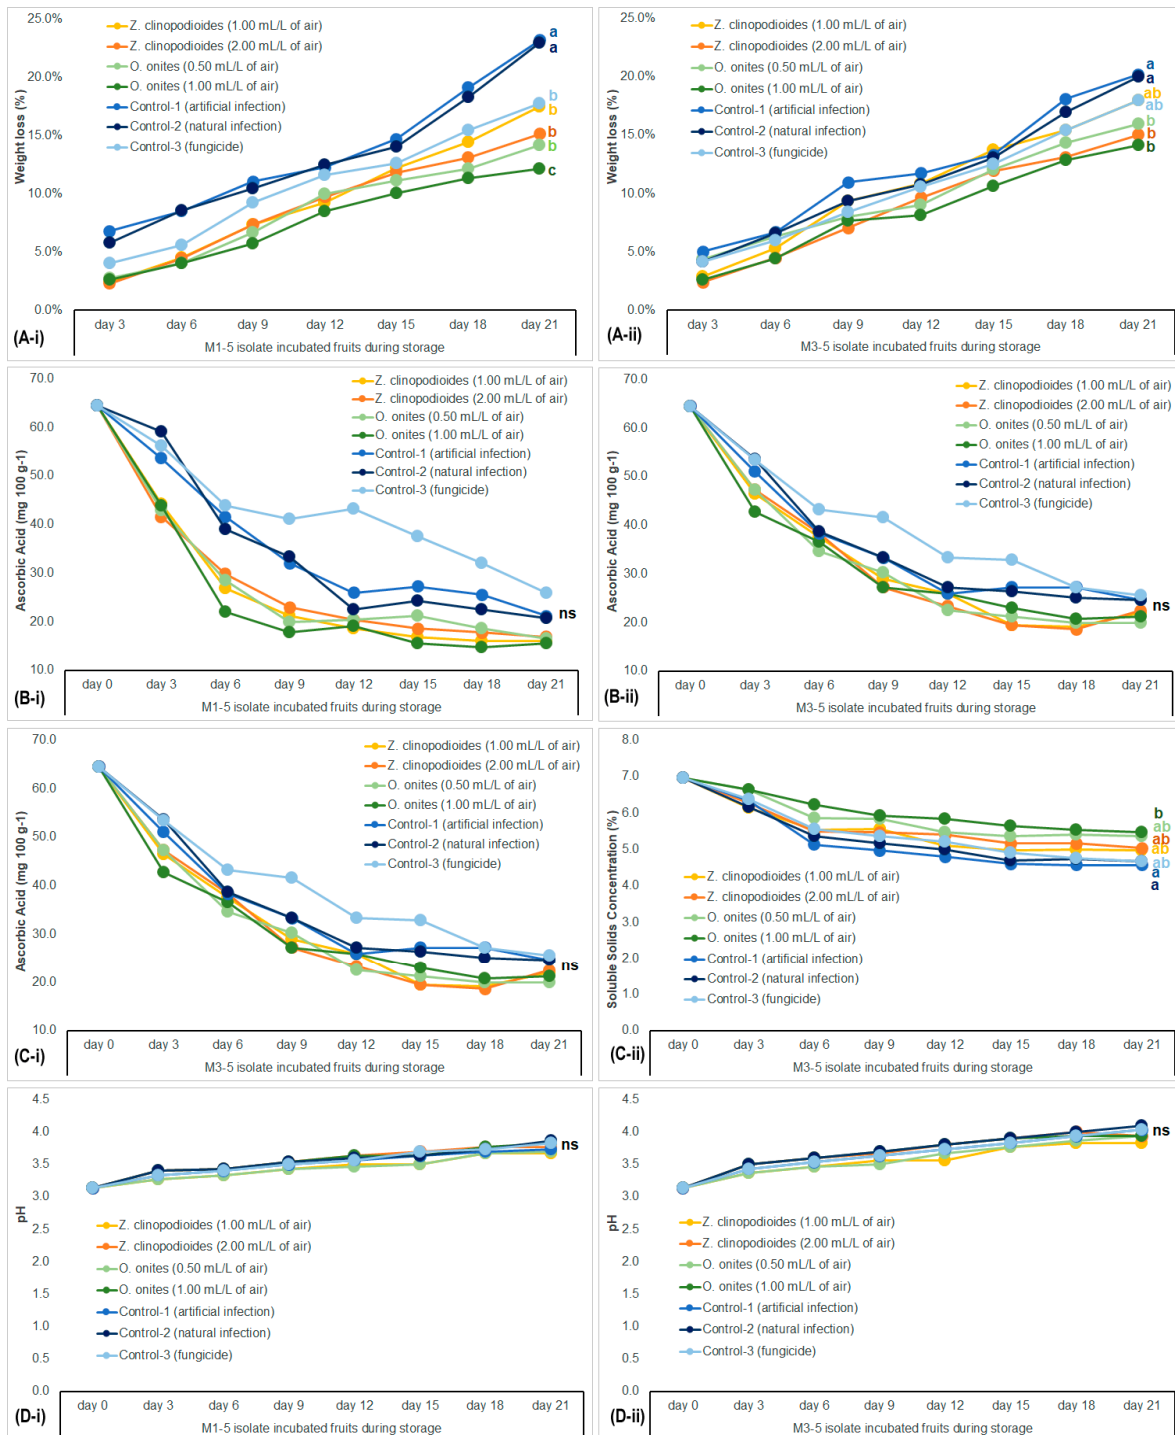 25.0%
20.0%
15.0%
10.0%
5.0%
0.0%
Weight loss (%)
Z. clinopodioides (1.00 mL/L of air)
Z. clinopodioides (2.00 mL/L of air)
O. onites (0.50 mL/L of air)
O. onites (1.00 mL/L of air)
Control-1 (artificial infection)
Control-2 (natural infection)
Control-3 (fungicide)
a
a
b
b
b
b
c
day 3 day 6 day 9 day 12 day 15 day 18 day 21
(A-i)
M1-5 isolate incubated fruits during storage
25.0%
20.0%
15.0%
10.0%
5.0%
0.0%
Weight loss (%)
Z. clinopodioides (1.00 mL/L of air)
Z. clinopodioides (2.00 mL/L of air)
O. onites (0.50 mL/L of air)
O. onites (1.00 mL/L of air)
Control-1 (artificial infection)
Control-2 (natural infection)
Control-3 (fungicide)
a
a
ab
ab
b
b
b
day 3 day 6 day 9 day 12 day 15 day 18 day 21
(A-ii)
M3-5 isolate incubated fruits during storage
70.0
60.0
50.0
40.0
30.0
20.0
10.0
Ascorbic Acid (mg 100 g-1)
Z. clinopodioides (1.00 mL/L of air)
Z. clinopodioides (2.00 mL/L of air)
O. onites (0.50 mL/L of air)
O. onites (1.00 mL/L of air)
Control-1 (artificial infection)
Control-2 (natural infection)
Control-3 (fungicide)
ns
day 0 day 3 day 6 day 9 day 12 day 15 day 18 day 21
(B-i)
M1-5 isolate incubated fruits during storage
70.0
60.0
50.0
40.0
30.0
20.0
10.0
Ascorbic Acid (mg 100 g-1)
Z. clinopodioides (1.00 mL/L of air)
Z. clinopodioides (2.00 mL/L of air)
O. onites (0.50 mL/L of air)
O. onites (1.00 mL/L of air)
Control-1 (artificial infection)
Control-2 (natural infection)
Control-3 (fungicide)
ns
day 0 day 3 day 6 day 9 day 12 day 15 day 18 day 21
(B-ii)
M3-5 isolate incubated fruits during storage
70.0
60.0
50.0
40.0
30.0
20.0
10.0
Ascorbic Acid (mg 100 g-1)
Z. clinopodioides (1.00 mL/L of air)
Z. clinopodioides (2.00 mL/L of air)
O. onites (0.50 mL/L of air)
O. onites (1.00 mL/L of air)
Control-1 (artificial infection)
Control-2 (natural infection)
Control-3 (fungicide)
ns
day 0 day 3 day 6 day 9 day 12 day 15 day 18 day 21
(C-i)
M3-5 isolate incubated fruits during storage
8.0
7.0
6.0
5.0
4.0
3.0
2.0
1.0
0.0
Soluble Solids Concentration (%)
b
ab
ab
ab
ab
a
a
Z. clinopodioides (1.00 mL/L of air)
Z. clinopodioides (2.00 mL/L of air)
O. onites (0.50 mL/L of air)
O. onites (1.00 mL/L of air)
Control-1 (artificial infection)
Control-2 (natural infection)
Control-3 (fungicide)
day 0 day 3 day 6 day 9 day 12 day 15 day 18 day 21
(C-ii)
M3-5 isolate incubated fruits during storage
4.5
4.0
3.5
3.0
2.5
2.0
1.5
1.0
0.5
0.0
pH
ns
Z. clinopodioides (1.00 mL/L of air)
Z. clinopodioides (2.00 mL/L of air)
O. onites (0.50 mL/L of air)
O. onites (1.00 mL/L of air)
Control-1 (artificial infection)
Control-2 (natural infection)
Control-3 (fungicide)
day 0 day 3 day 6 day 9 day 12 day 15 day 18 day 21
(D-i)
M1-5 isolate incubated fruits during storage
4.5
4.0
3.5
3.0
2.5
2.0
1.5
1.0
0.5
0.0
pH
ns
Z. clinopodioides (1.00 mL/L of air)
Z. clinopodioides (2.00 mL/L of air)
O. onites (0.50 mL/L of air)
O. onites (1.00 mL/L of air)
Control-1 (artificial infection)
Control-2 (natural infection)
Control-3 (fungicide)
day 0 day 3 day 6 day 9 day 12 day 15 day 18 day 21
(D-ii)
M3-5 isolate incubated fruits during storage